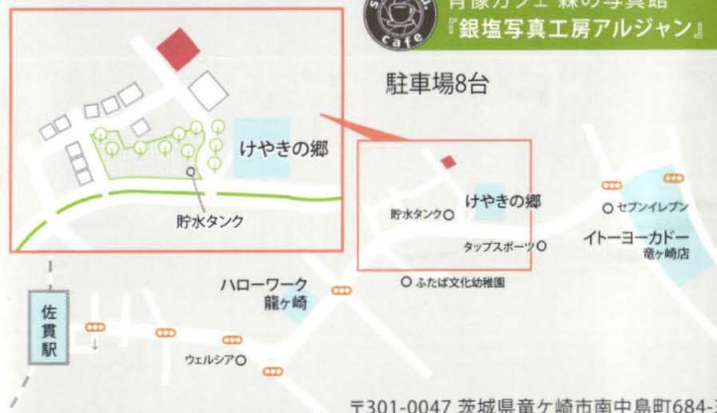 cafe
肖像カフェ 森の写真館
『銀塩写真工房アルジャン』
駐車場8台
けやきの郷
貯水タンク
けやきの郷
貯水タンク
セブンイレブン
タップスポーツ
イトーヨーカドー
竜ヶ崎店
ハローワーク
龍ヶ崎
ふたば文化幼稚園
佐貫駅
ウェルシア
〒301-0047 茨城県竜ケ崎市南中島町684-